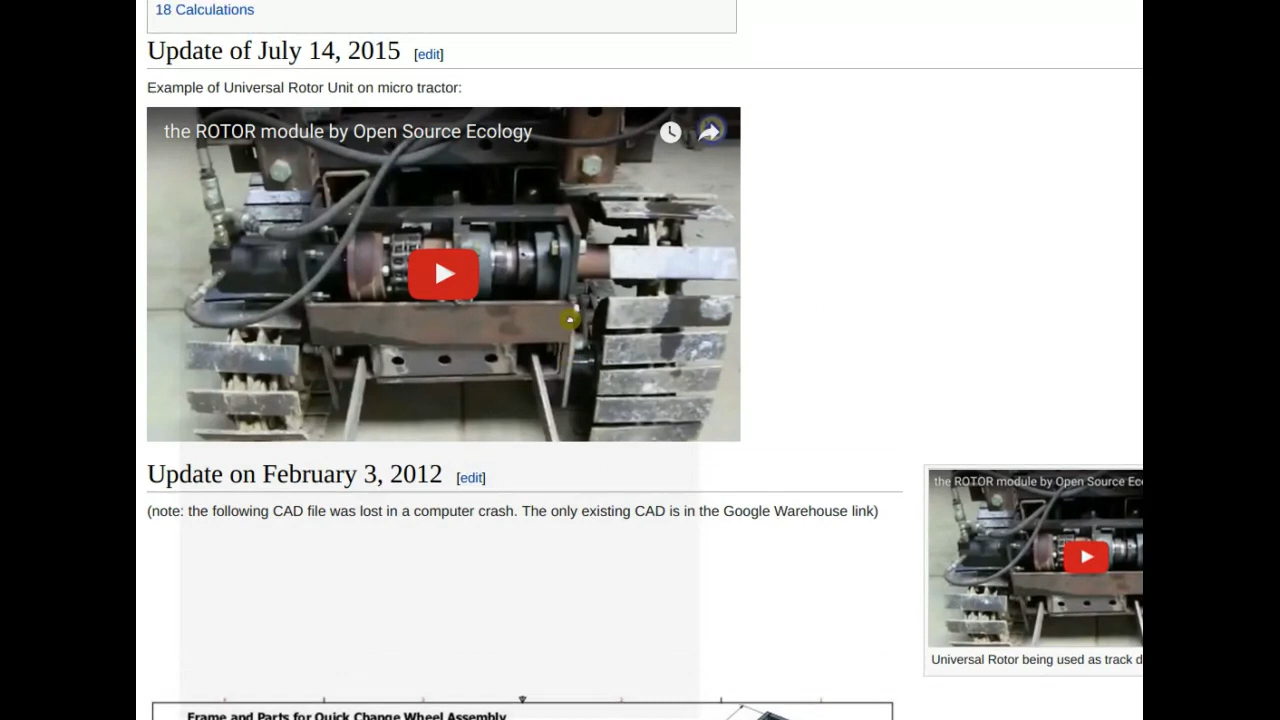 18 Calculations
Update of July 14, 2015 [edit]
Example of Universal Rotor Unit on micro tractor:
the ROTOR module by Open Source Ecology
Update on February 3, 2012 [edit]
(note: the following CAD file was lost in a computer crash. The only existing CAD is in the Google Warehouse link)
the ROTOR module by Open Source Ec
Universal Rotor being used as track d
Frame and Parts for Quick Change Wheel Assembly